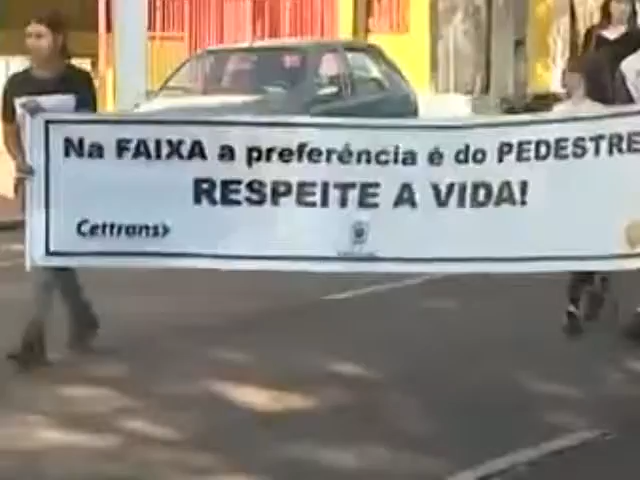 Na FAIXA a preferência é do PEDESTRE
RESPEITE A VIDA!
Cettrans